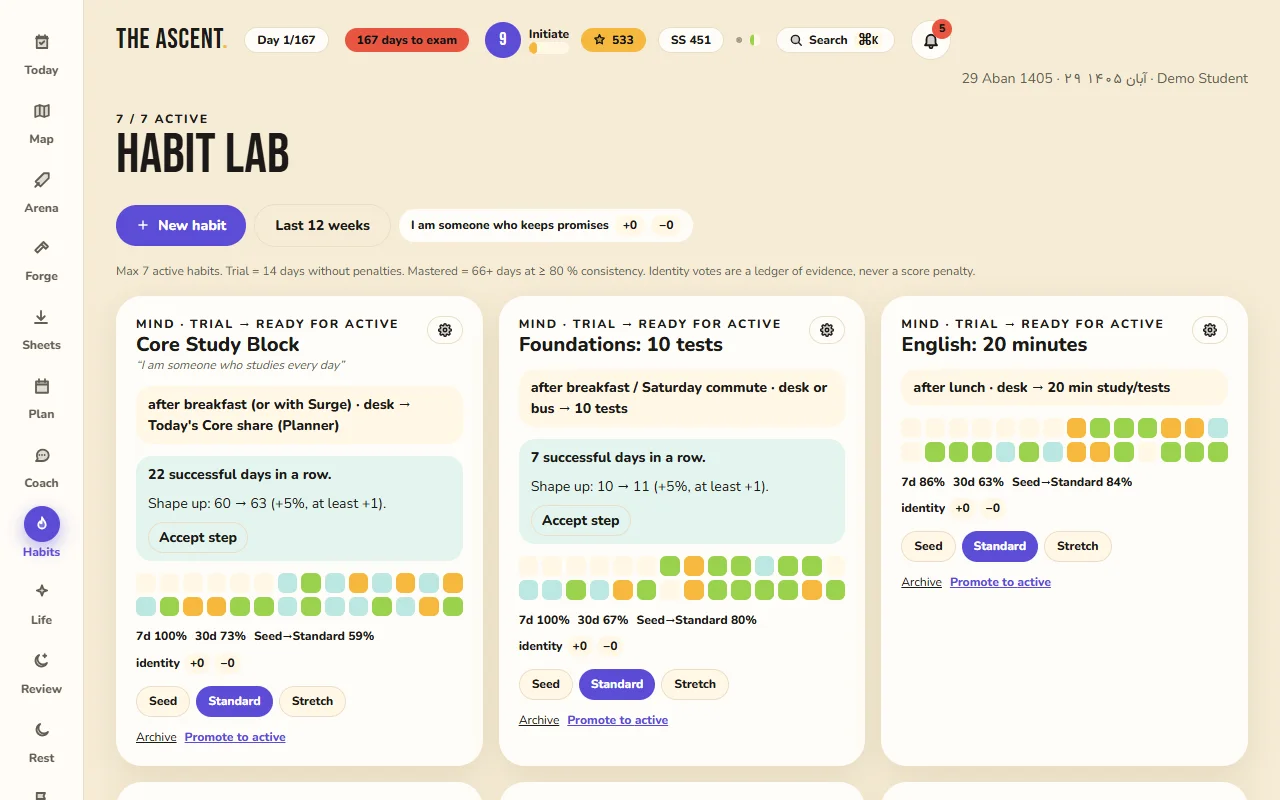 THE ASCENT.
Day 1/167
167 days to exam
9
Initiate
533
SS 451
Search ⌘K
5
29 Aban 1405 · ۲۹ آبان ۱۴۰۵ · Demo Student
Today
Map
Arena
Forge
Sheets
Plan
Coach
Habits
Life
Review
Rest
7 / 7 ACTIVE
HABIT LAB
+ New habit
Last 12 weeks
I am someone who keeps promises +0 −0
Max 7 active habits. Trial = 14 days without penalties. Mastered = 66+ days at ≥ 80 % consistency. Identity votes are a ledger of evidence, never a score penalty.
MIND · TRIAL → READY FOR ACTIVE
Core Study Block
“I am someone who studies every day”
after breakfast (or with Surge) · desk →
Today's Core share (Planner)
22 successful days in a row.
Shape up: 60 → 63 (+5%, at least +1).
Accept step
7d 100% 30d 73% Seed→Standard 59%
identity +0 −0
Seed Standard Stretch
Archive Promote to active
MIND · TRIAL → READY FOR ACTIVE
Foundations: 10 tests
after breakfast / Saturday commute · desk or
bus → 10 tests
7 successful days in a row.
Shape up: 10 → 11 (+5%, at least +1).
Accept step
7d 100% 30d 67% Seed→Standard 80%
identity +0 −0
Seed Standard Stretch
Archive Promote to active
MIND · TRIAL → READY FOR ACTIVE
English: 20 minutes
after lunch · desk → 20 min study/tests
7d 86% 30d 63% Seed→Standard 84%
identity +0 −0
Seed Standard Stretch
Archive Promote to active